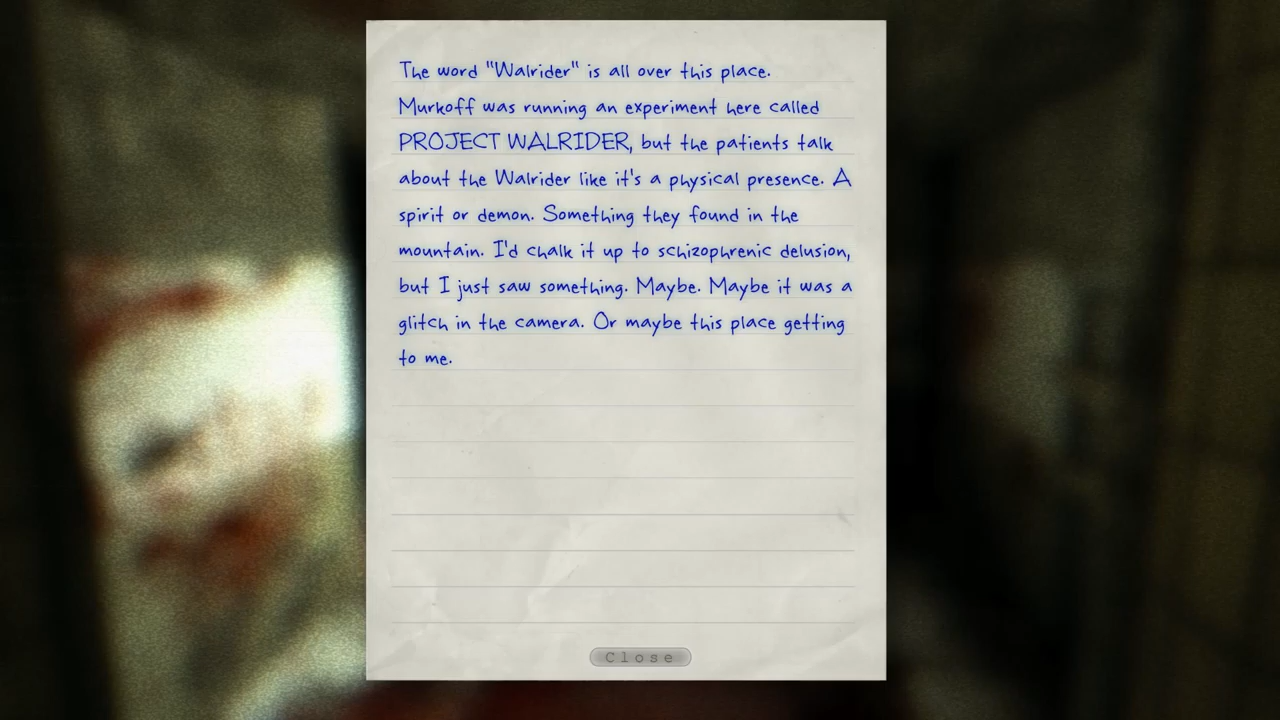 The word "Walrider" is all over this place.
Murkoff was running an experiment here called
PROJECT WALRIDER, but the patients talk
about the Walrider like it's a physical presence. A
spirit or demon. Something they found in the
mountain. I'd chalk it up to schizophrenic delusion,
but I just saw something. Maybe. Maybe it was a
glitch in the camera. Or maybe this place getting
to me.
Close